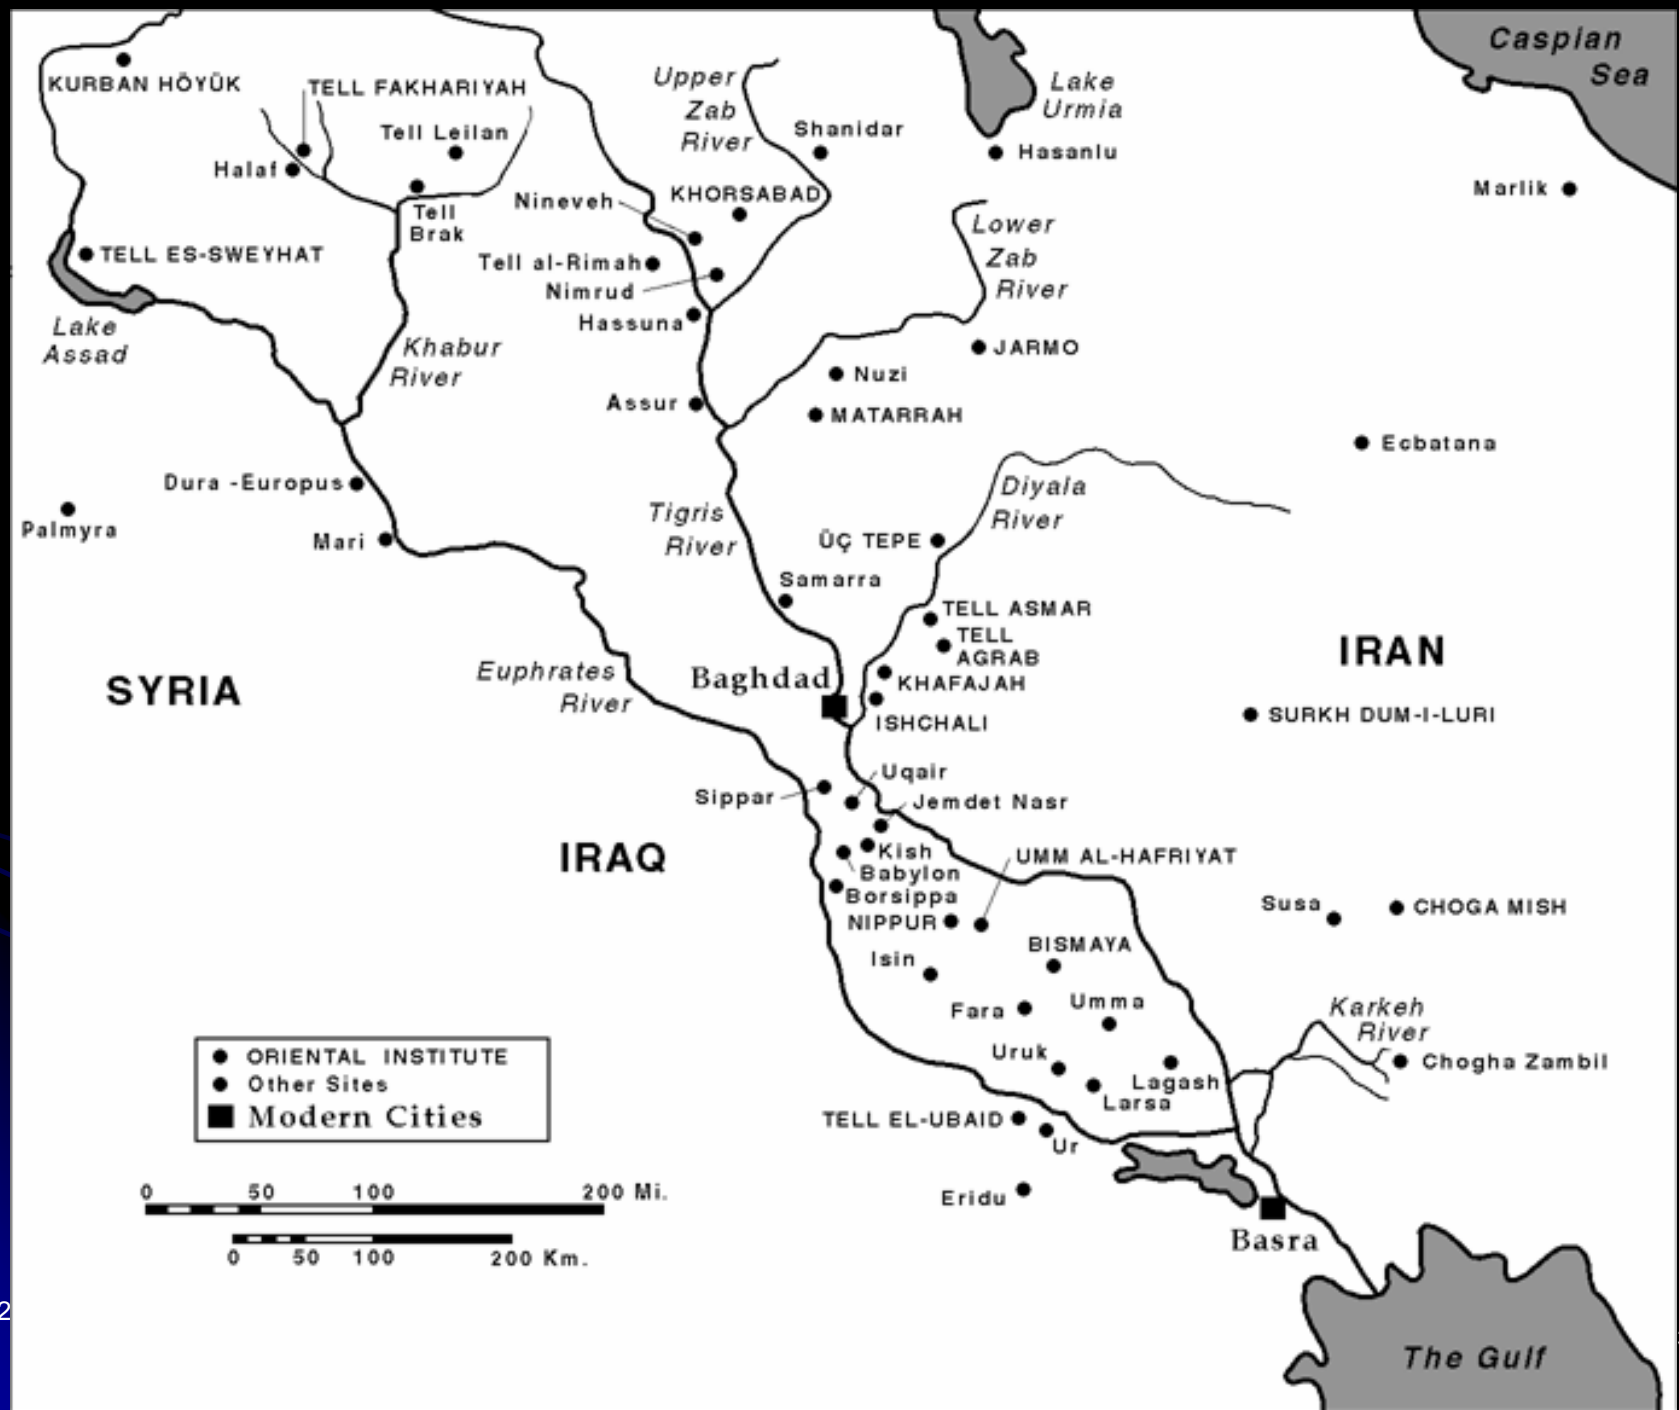 Caspian
Sea
KURBAN HÖYÜK
TELL FAKHARIYAH
Upper
Zab
River
Lake
Urmia
Tell Leilan
Shanidar
Hasanlu
Halaf
Marlik
Nineveh
KHORSABAD
Tell
Brak
Lower
Zab
River
TELL ES-SWEYHAT
Tell al-Rimah
Nimrud
Hassuna
Lake
Assad
Khabur
River
JARMO
Nuzi
Assur
MATARRAH
Ecbatana
Dura -Europus
Diyala
River
Palmyra
Mari
Tigris
River
ÜÇ TEPE
Samarra
TELL ASMAR
TELL
AGRAB
IRAN
Euphrates
River
SYRIA
Baghdad
KHAFAJAH
ISHCHALI
SURKH DUM-I-LURI
Uqair
Sippar
Jemdet Nasr
IRAQ
Kish
UMM AL-HAFRIYAT
Babylon
Borsippa
NIPPUR
Susa
CHOGA MISH
BISMAYA
Isin
Fara
Umma
Karkeh
River
Uruk
Chogha Zambil
Lagash
Larsa
ORIENTAL INSTITUTE
Other Sites
Modern Cities
TELL EL-UBAID
Ur
Eridu
0 50 100 200 Mi.
0 50 100 200 Km.
Basra
2
The Gulf